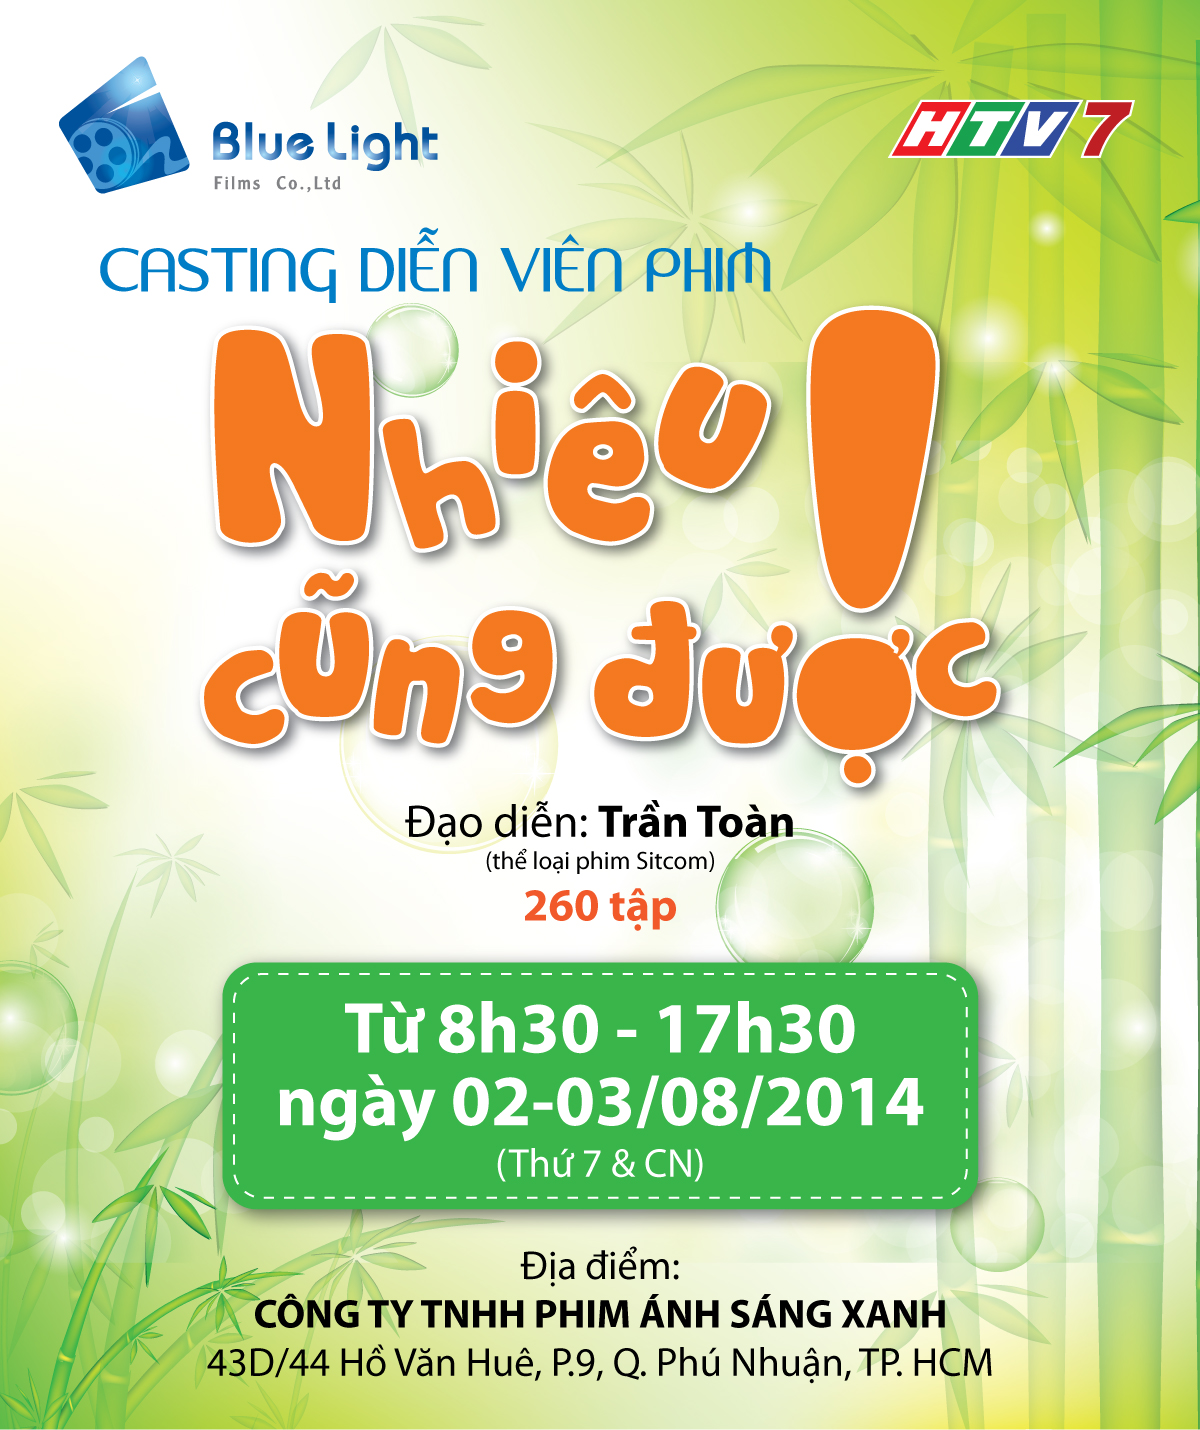 Blue Light
Films Co.,Ltd
HTV7
CASTING DIỄN VIÊN PHIM
Nhiêu !
cũng được
Đạo diễn: Trần Toàn
(thể loại phim Sitcom)
260 tập
Từ 8h30 - 17h30
ngày 02-03/08/2014
(Thứ 7 & CN)
Địa điểm:
CÔNG TY TNHH PHIM ÁNH SÁNG XANH
43D/44 Hồ Văn Huê, P.9, Q. Phú Nhuận, TP. HCM